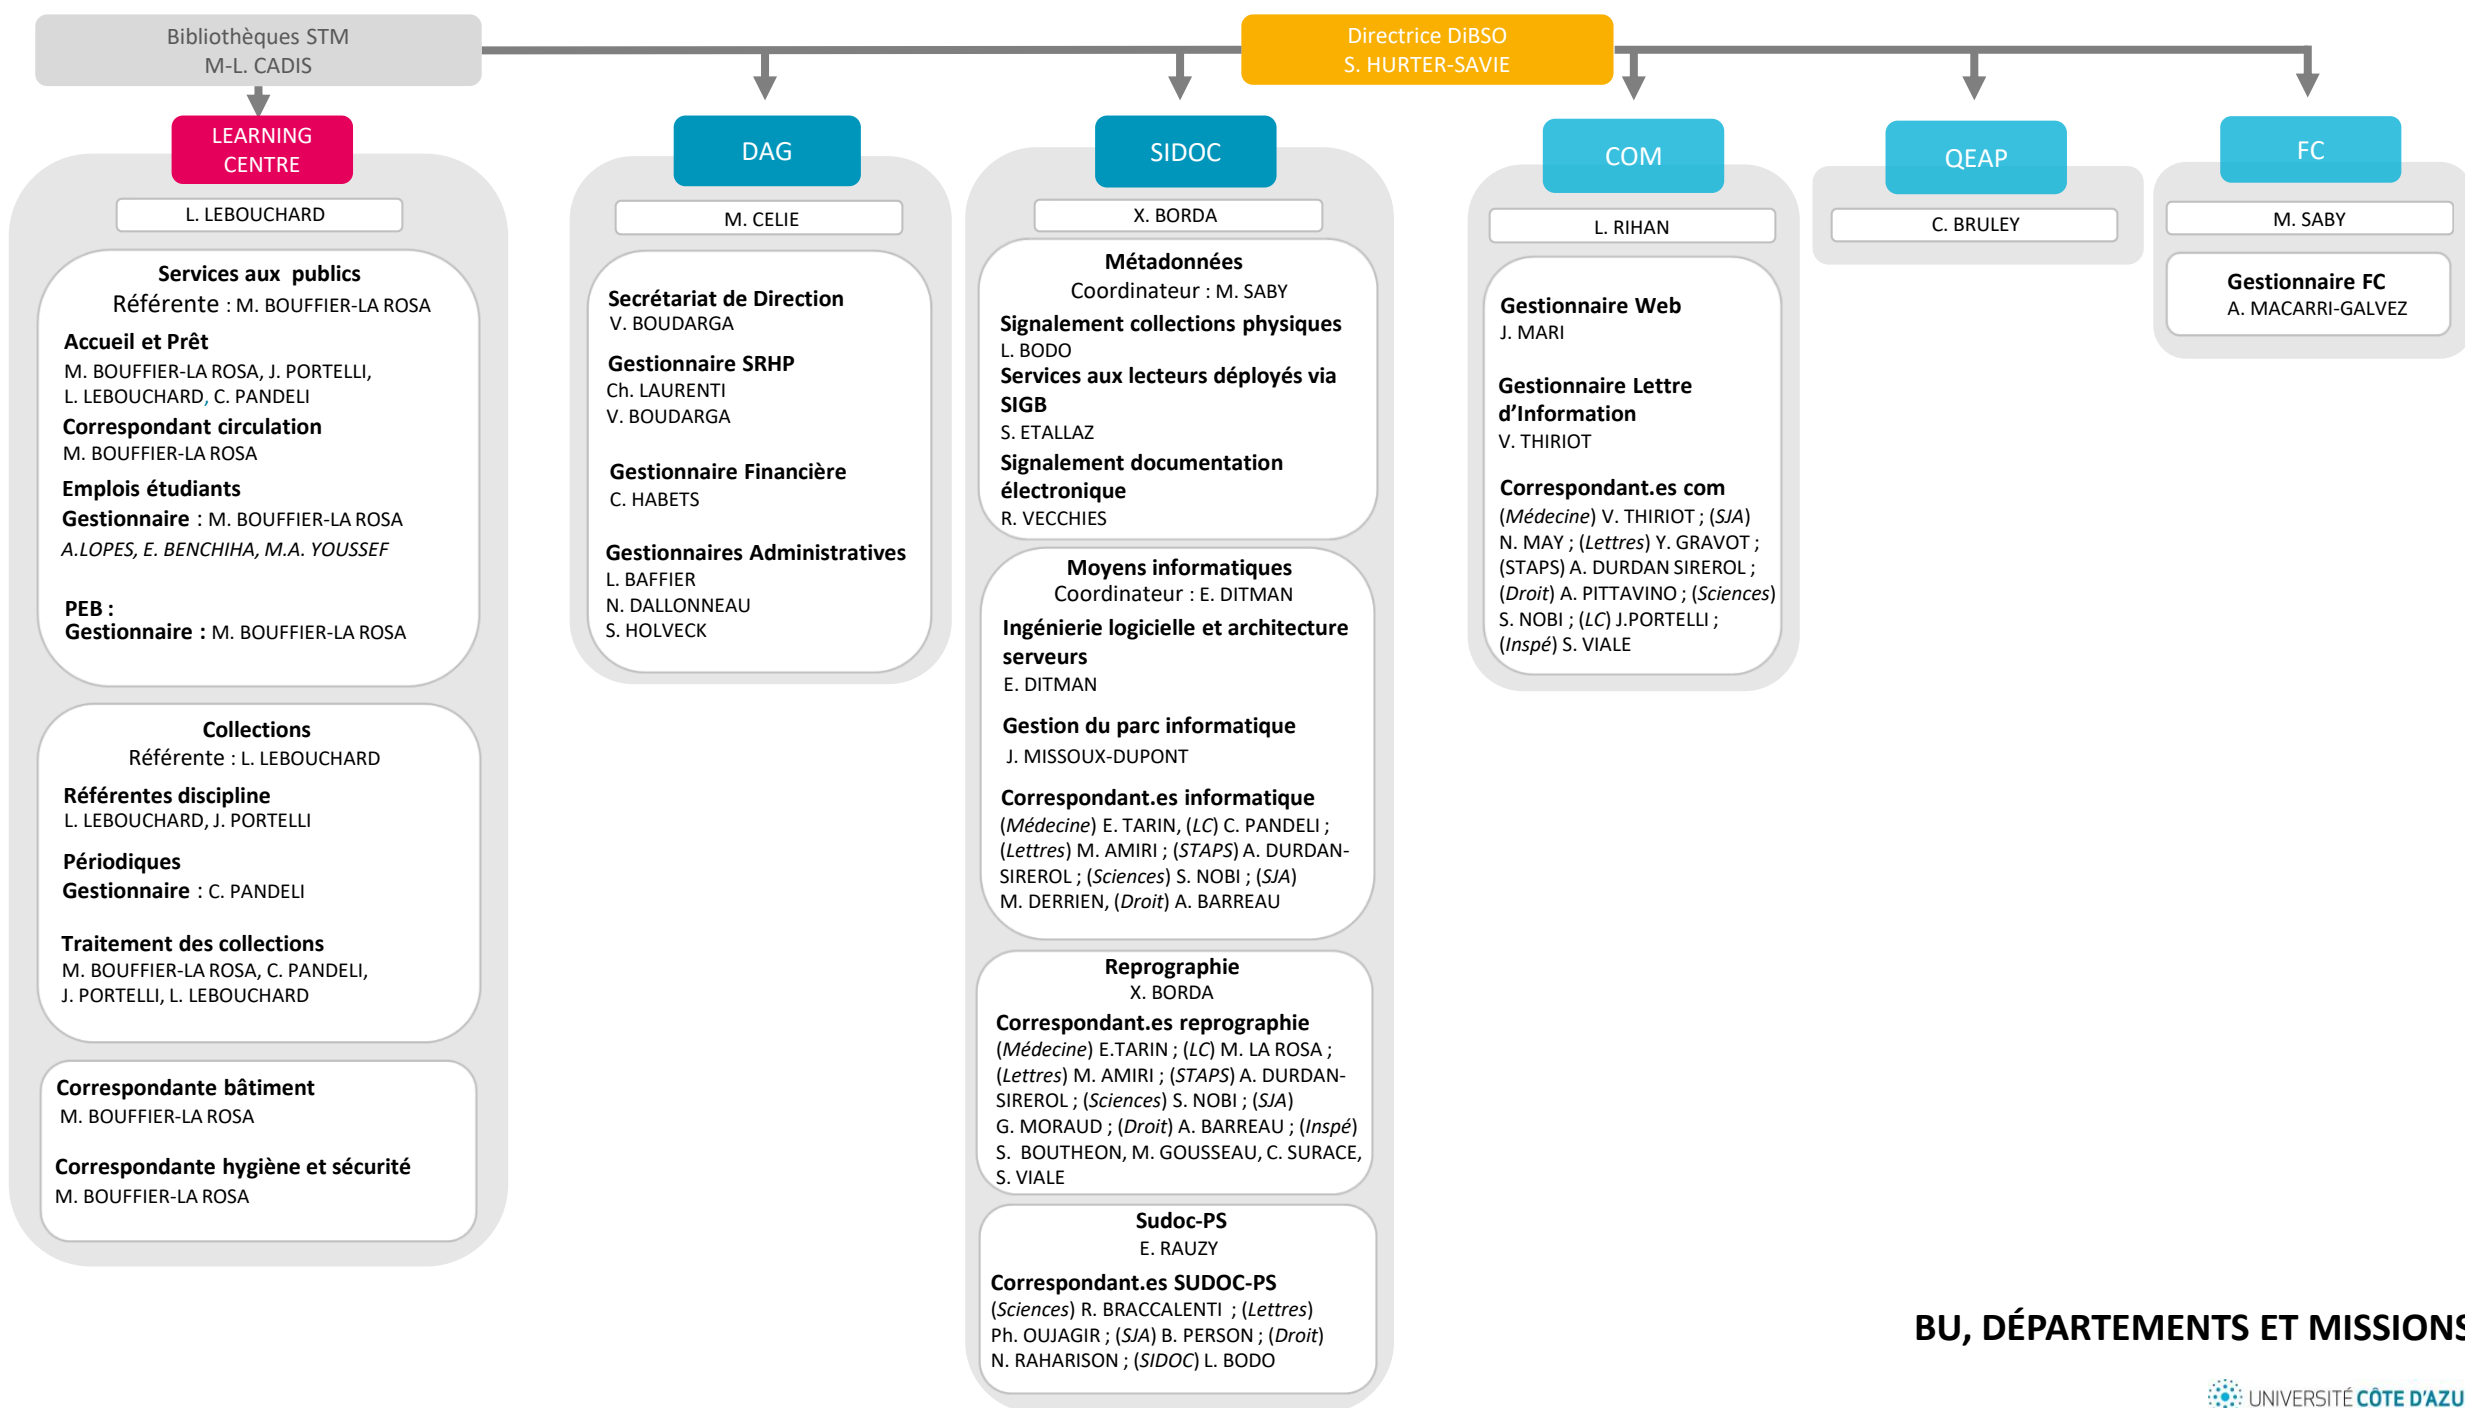 Bibliothèques STM
M-L. CADIS
Directrice DiBSO
S. HURTER-SAVIE
LEARNING
CENTRE
L. LEBOUCHARD
Services aux  publics
Référente : M. BOUFFIER-LA ROSA
Accueil et Prêt
M. BOUFFIER-LA ROSA, J. PORTELLI,
L. LEBOUCHARD, C. PANDELI
Correspondant circulation
M. BOUFFIER-LA ROSA
Emplois étudiants
Gestionnaire : M. BOUFFIER-LA ROSA
A.LOPES, E. BENCHIHA, M.A. YOUSSEF
PEB :
Gestionnaire : M. BOUFFIER-LA ROSA
Collections
Référente : L. LEBOUCHARD
Référentes discipline
L. LEBOUCHARD, J. PORTELLI
Périodiques
Gestionnaire : C. PANDELI
Traitement des collections
M. BOUFFIER-LA ROSA, C. PANDELI,
J. PORTELLI, L. LEBOUCHARD
Correspondante bâtiment
M. BOUFFIER-LA ROSA
Correspondante hygiène et sécurité
M. BOUFFIER-LA ROSA
DAG
M. CELIE
Secrétariat de Direction
V. BOUDARGA
Gestionnaire SRHP
Ch. LAURENTI
V. BOUDARGA
Gestionnaire Financière
C. HABETS
Gestionnaires Administratives
L. BAFFIER
N. DALLONNEAU
S. HOLVECK
SIDOC
X. BORDA
Métadonnées
Coordinateur : M. SABY
Signalement collections physiques
L. BODO
Services aux lecteurs déployés via
SIGB
S. ETALLAZ
Signalement documentation
électronique
R. VECCHIES
Moyens informatiques
Coordinateur : E. DITMAN
Ingénierie logicielle et architecture
serveurs
E. DITMAN
Gestion du parc informatique
J. MISSOUX-DUPONT
Correspondant.es informatique
(Médecine) E. TARIN, (LC) C. PANDELI ;
(Lettres) M. AMIRI ; (STAPS) A. DURDAN-
SIREROL ; (Sciences) S. NOBI ; (SJA)
M. DERRIEN, (Droit) A. BARREAU
Reprographie
X. BORDA
Correspondant.es reprographie
(Médecine) E.TARIN ; (LC) M. LA ROSA ;
(Lettres) M. AMIRI ; (STAPS) A. DURDAN-
SIREROL ; (Sciences) S. NOBI ; (SJA)
G. MORAUD ; (Droit) A. BARREAU ; (Inspé)
S.  BOUTHEON, M. GOUSSEAU, C. SURACE,
S. VIALE
Sudoc-PS
E. RAUZY
Correspondant.es SUDOC-PS
(Sciences) R. BRACCALENTI  ; (Lettres)
Ph. OUJAGIR ; (SJA) B. PERSON ; (Droit)
N. RAHARISON ; (SIDOC) L. BODO
COM
L. RIHAN
Gestionnaire Web
J. MARI
Gestionnaire Lettre
d'Information
V. THIRIOT
Correspondant.es com
(Médecine) V. THIRIOT ; (SJA)
N. MAY ; (Lettres) Y. GRAVOT ;
(STAPS) A. DURDAN SIREROL ;
(Droit) A. PITTAVINO ; (Sciences)
S. NOBI ; (LC) J.PORTELLI ;
(Inspé) S. VIALE
QEAP
C. BRULEY
FC
M. SABY
Gestionnaire FC
A. MACARRI-GALVEZ
BU, DÉPARTEMENTS ET MISSIONS
UNIVERSITÉ CÔTE D'AZU